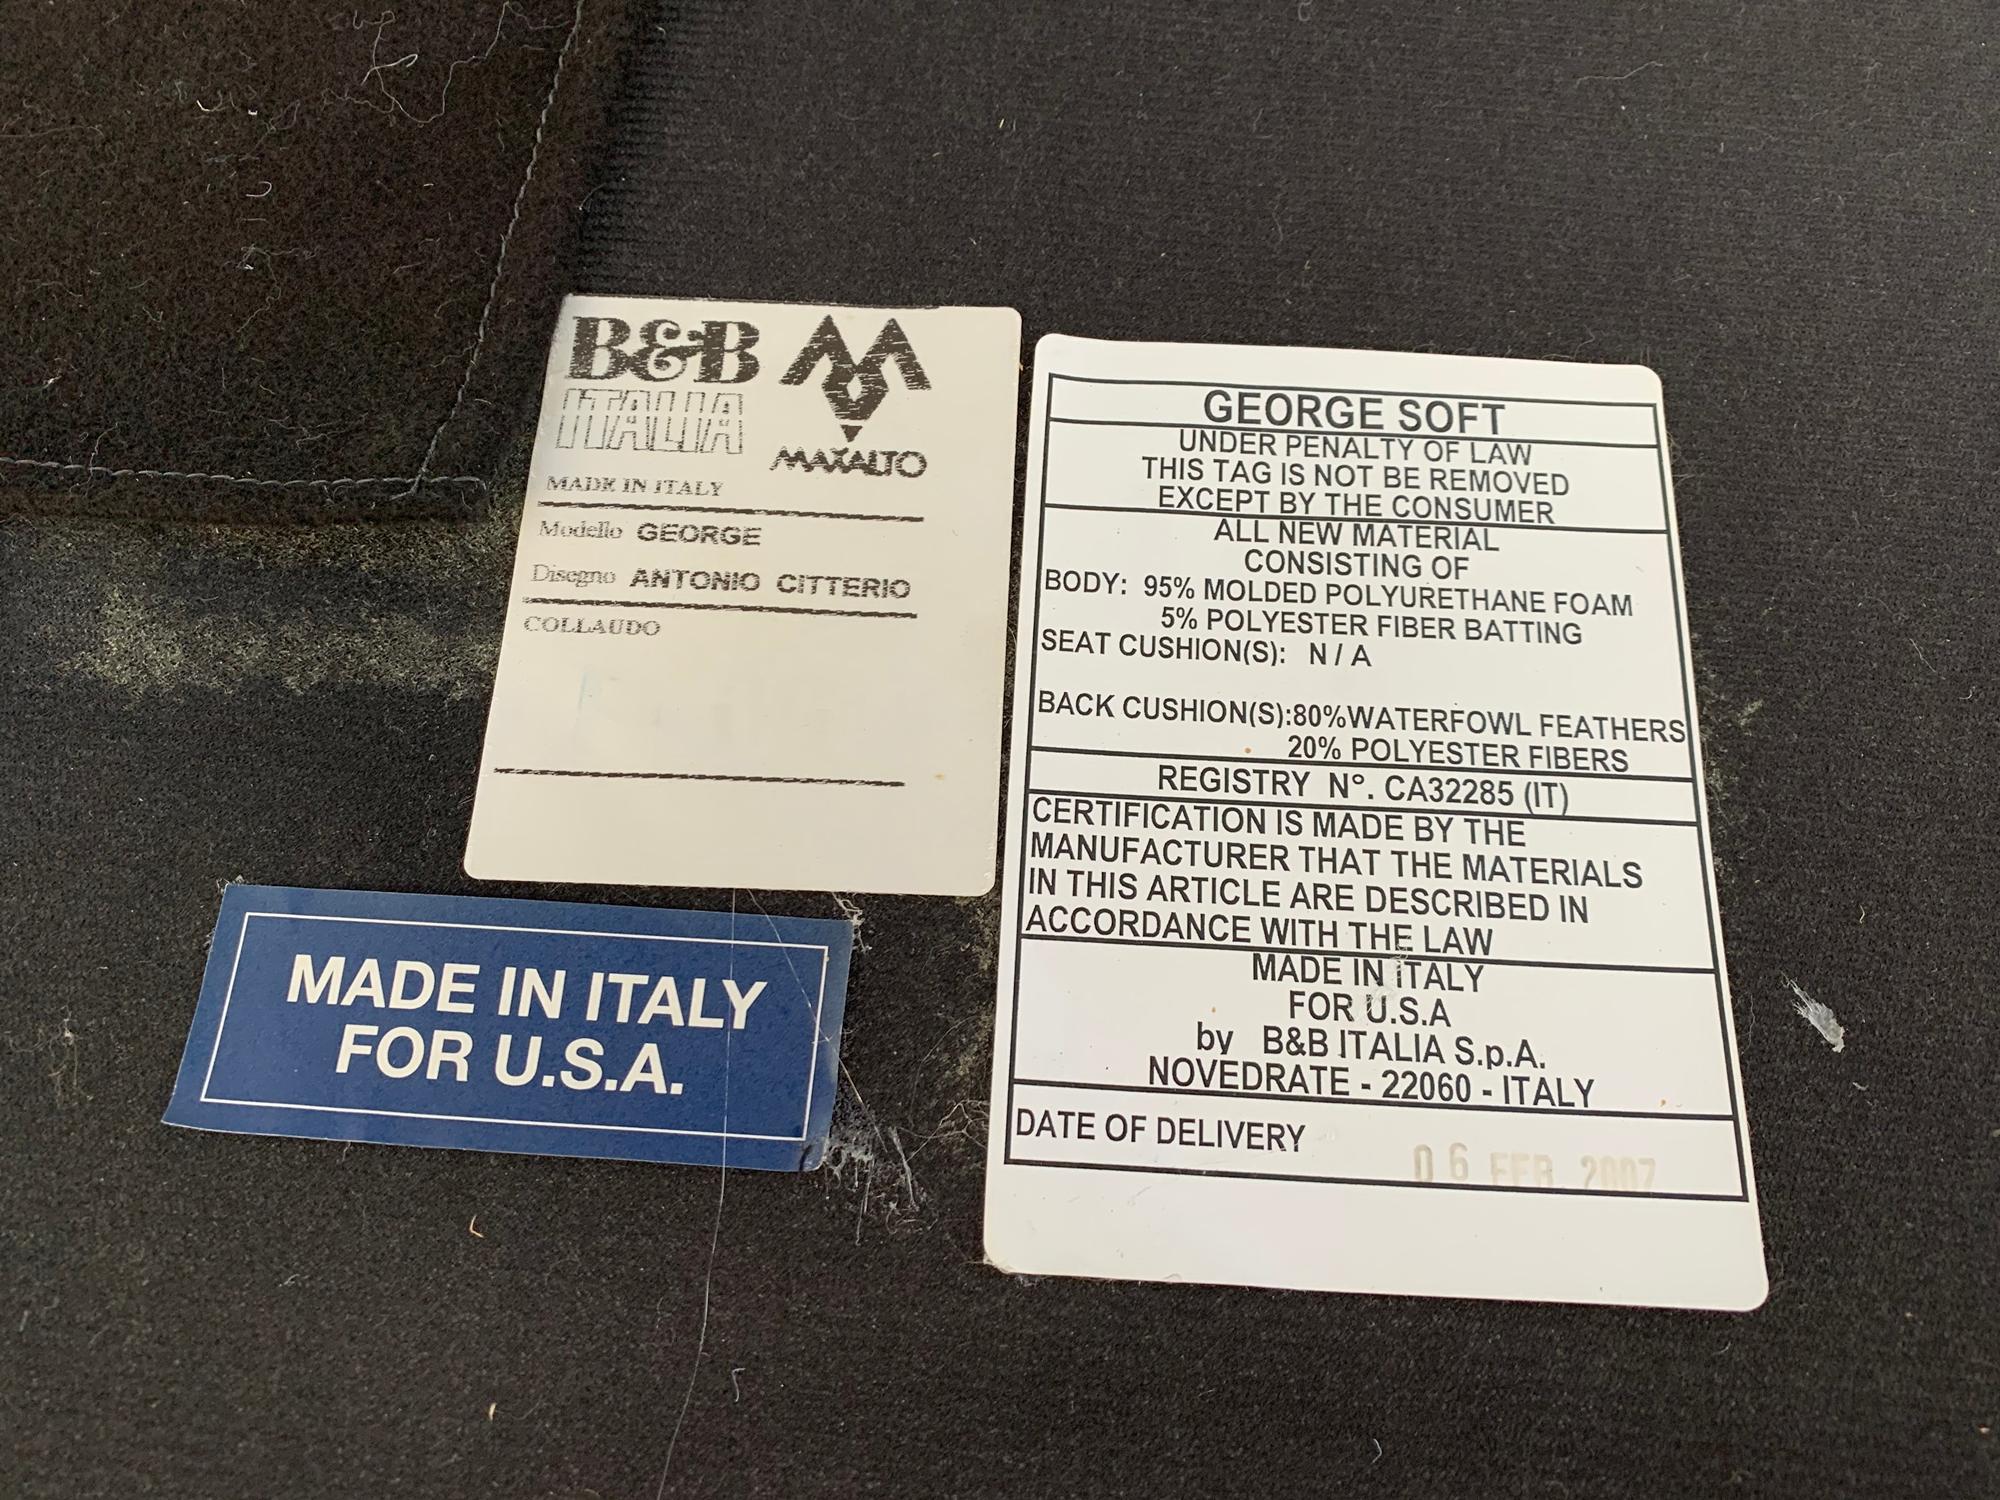 B&B
ITALIA
MAXALTO
MADE IN ITALY
Modello GEORGE
Disegno ANTONIO CITTERIO
COLLAUDO
MADE IN ITALY
FOR U.S.A.
GEORGE SOFT
UNDER PENALTY OF LAW
THIS TAG IS NOT BE REMOVED
EXCEPT BY THE CONSUMER
ALL NEW MATERIAL
CONSISTING OF
BODY: 95% MOLDED POLYURETHANE FOAM
5% POLYESTER FIBER BATTING
SEAT CUSHION(S): N / A
BACK CUSHION(S):80%WATERFOWL FEATHERS
20% POLYESTER FIBERS
REGISTRY N°. CA32285 (IT)
CERTIFICATION IS MADE BY THE
MANUFACTURER THAT THE MATERIALS
IN THIS ARTICLE ARE DESCRIBED IN
ACCORDANCE WITH THE LAW
MADE IN ITALY
FOR U.S.A
by B&B ITALIA S.p.A.
NOVEDRATE - 22060 - ITALY
DATE OF DELIVERY 06 FEB 2007